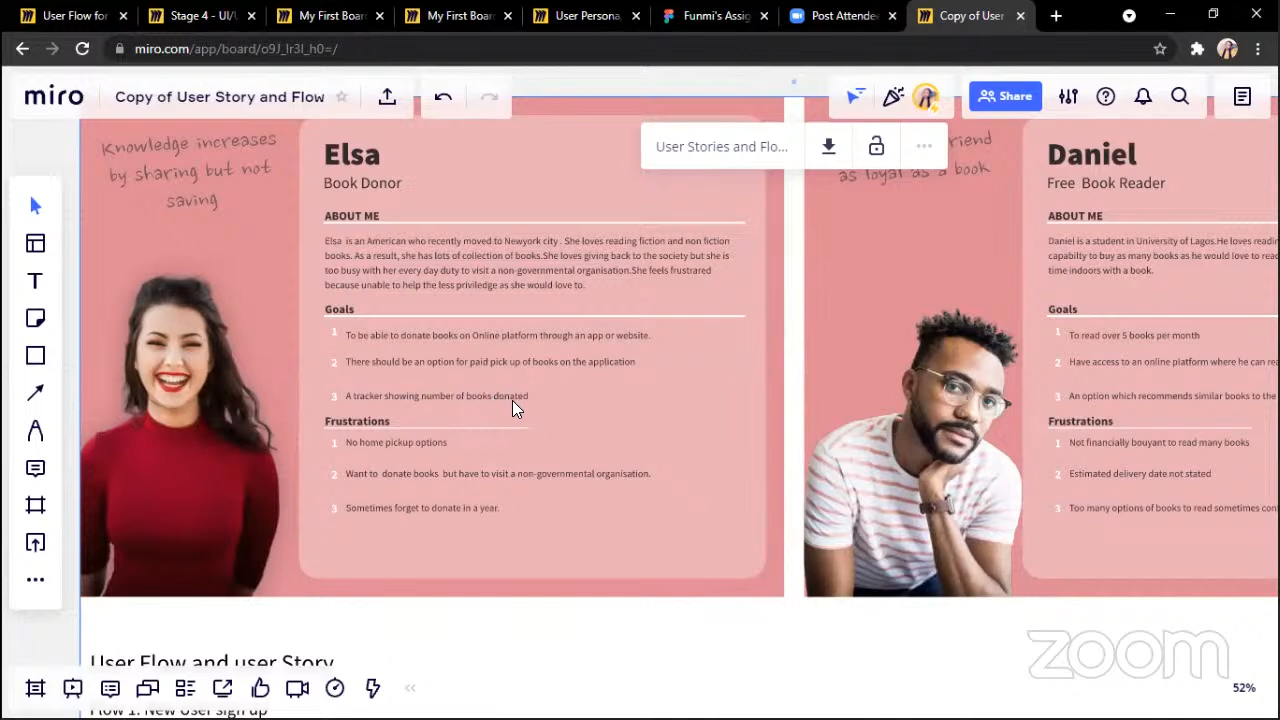 User Flow for
Stage 4 - UI/U
My First Boar
My First Boar
User Persona,
Funmi's Assig
Post Attendee
Copy of User
miro.com/app/board/o9J_lr3l_h0=/
miro
Copy of User Story and Flow
Share
User Stories and Flo...
Knowledge increases
by sharing but not
saving
Elsa
Book Donor
ABOUT ME
Elsa is an American who recently moved to Newyork city . She loves reading fiction and non fiction
books. As a result, she has lots of collection of books.She loves giving back to the society but she is
too busy with her every day duty to visit a non-governmental organisation.She feels frustrared
because unable to help the less priviledge as she would love to.
Goals
1 To be able to donate books on Online platform through an app or website.
2 There should be an option for paid pick up of books on the application
3 A tracker showing number of books donated
Frustrations
1 No home pickup options
2 Want to donate books but have to visit a non-governmental organisation.
3 Sometimes forget to donate in a year.
riend
as loyal as a book
Daniel
Free Book Reader
ABOUT ME
Daniel is a student in University of Lagos.He loves readin
capabilty to buy as many books as he would love to read
time indoors with a book.
Goals
1 To read over 5 books per month
2 Have access to an online platform where he can rea
3 An option which recommends similar books to the
Frustrations
1 Not financially bouyant to read many books
2 Estimated delivery date not stated
3 Too many options of books to read sometimes con
User Flow and user Story
Flow 1: New User sign up
zoom
52%